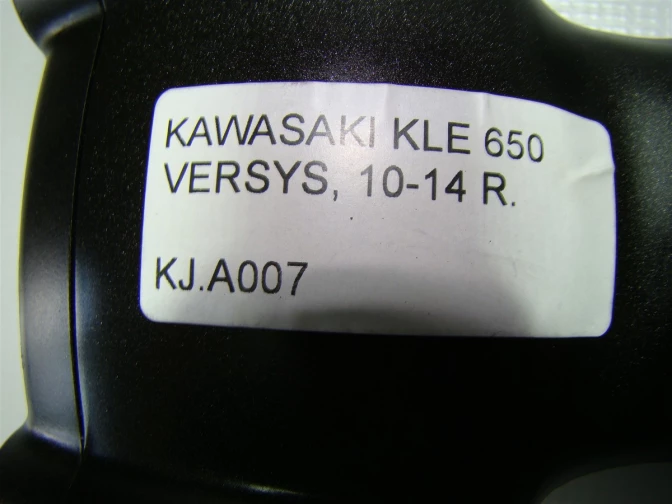 KAWASAKI KLE 650
VERSYS, 10-14 R.
KJ.A007